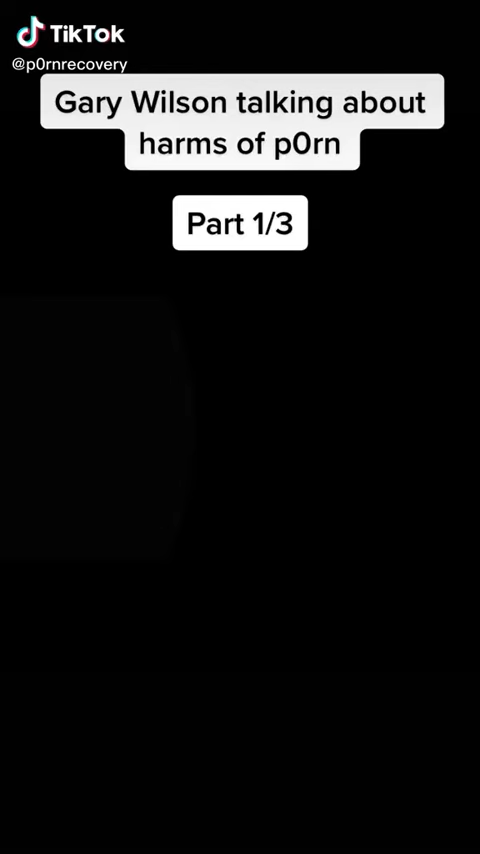 TikTok
@p0rnrecovery
Gary Wilson talking about
harms of p0rn
Part 1/3